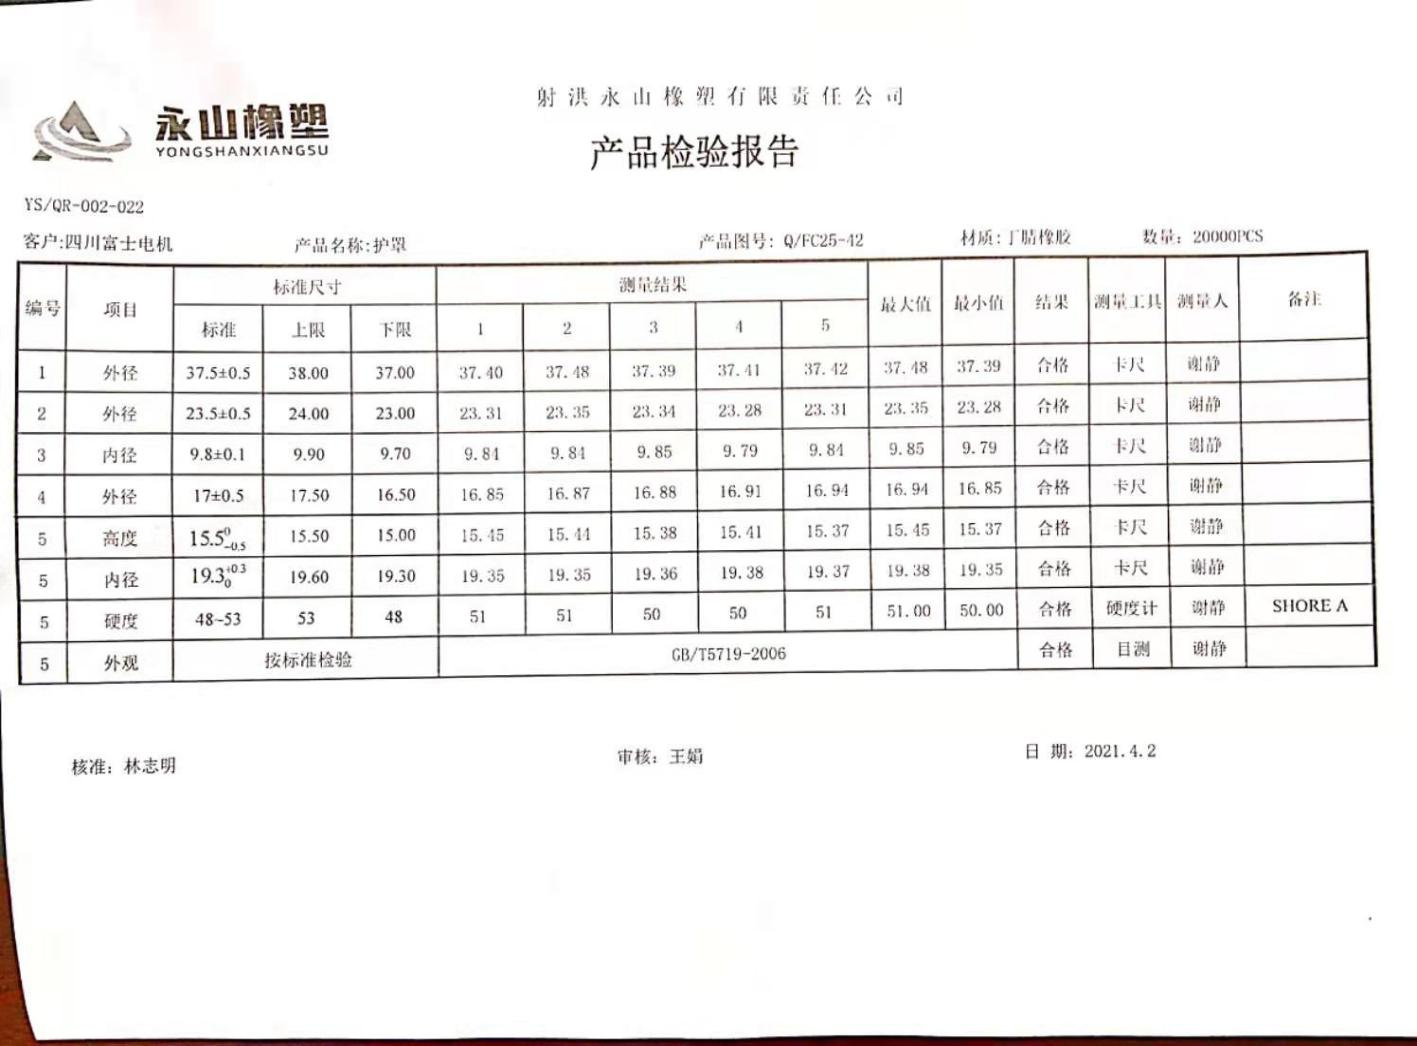 永山橡塑
YONGSHANXIANGSU
射洪永山橡塑有限责任公司
产品检验报告
YS/QR-002-022
客户:四川富士电机 产品名称:护罩 产品图号: Q/FC25-42 材质:丁腈橡胶 数量: 20000PCS
编号 项目 标准尺寸 测量结果 最大值 最小值 结果 测量工具 测量人 备注
标准 上限 下限 1 2 3 4 5
1 外径 37.5±0.5 38.00 37.00 37.40 37.48 37.39 37.41 37.42 37.48 37.39 合格 卡尺 谢静
2 外径 23.5±0.5 24.00 23.00 23.31 23.35 23.34 23.28 23.31 23.35 23.28 合格 卡尺 谢静
3 内径 9.8±0.1 9.90 9.70 9.84 9.84 9.85 9.79 9.84 9.85 9.79 合格 卡尺 谢静
4 外径 17±0.5 17.50 16.50 16.85 16.87 16.88 16.91 16.94 16.94 16.85 合格 卡尺 谢静
5 高度 15.5 0 -0.5 15.50 15.00 15.45 15.44 15.38 15.41 15.37 15.45 15.37 合格 卡尺 谢静
5 内径 19.3 +0.3 0 19.60 19.30 19.35 19.35 19.36 19.38 19.37 19.38 19.35 合格 卡尺 谢静
5 硬度 48~53 53 48 51 51 50 50 51 51.00 50.00 合格 硬度计 谢静 SHORE A
5 外观 按标准检验 GB/T5719-2006 合格 目测 谢静
核准: 林志明 审核: 王娟 日 期: 2021.4.2